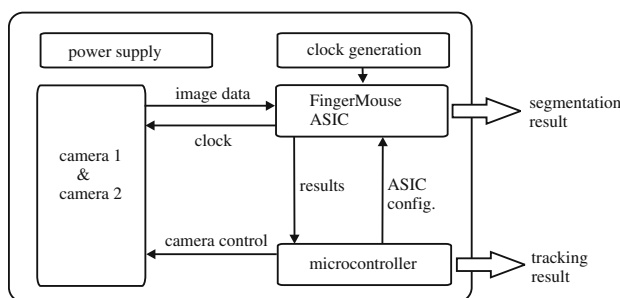 power supply
clock generation
image data
FingerMouse
ASIC
segmentation
result
clock
camera 1
&
camera 2
results
ASIC
config.
camera control
microcontroller
tracking
result